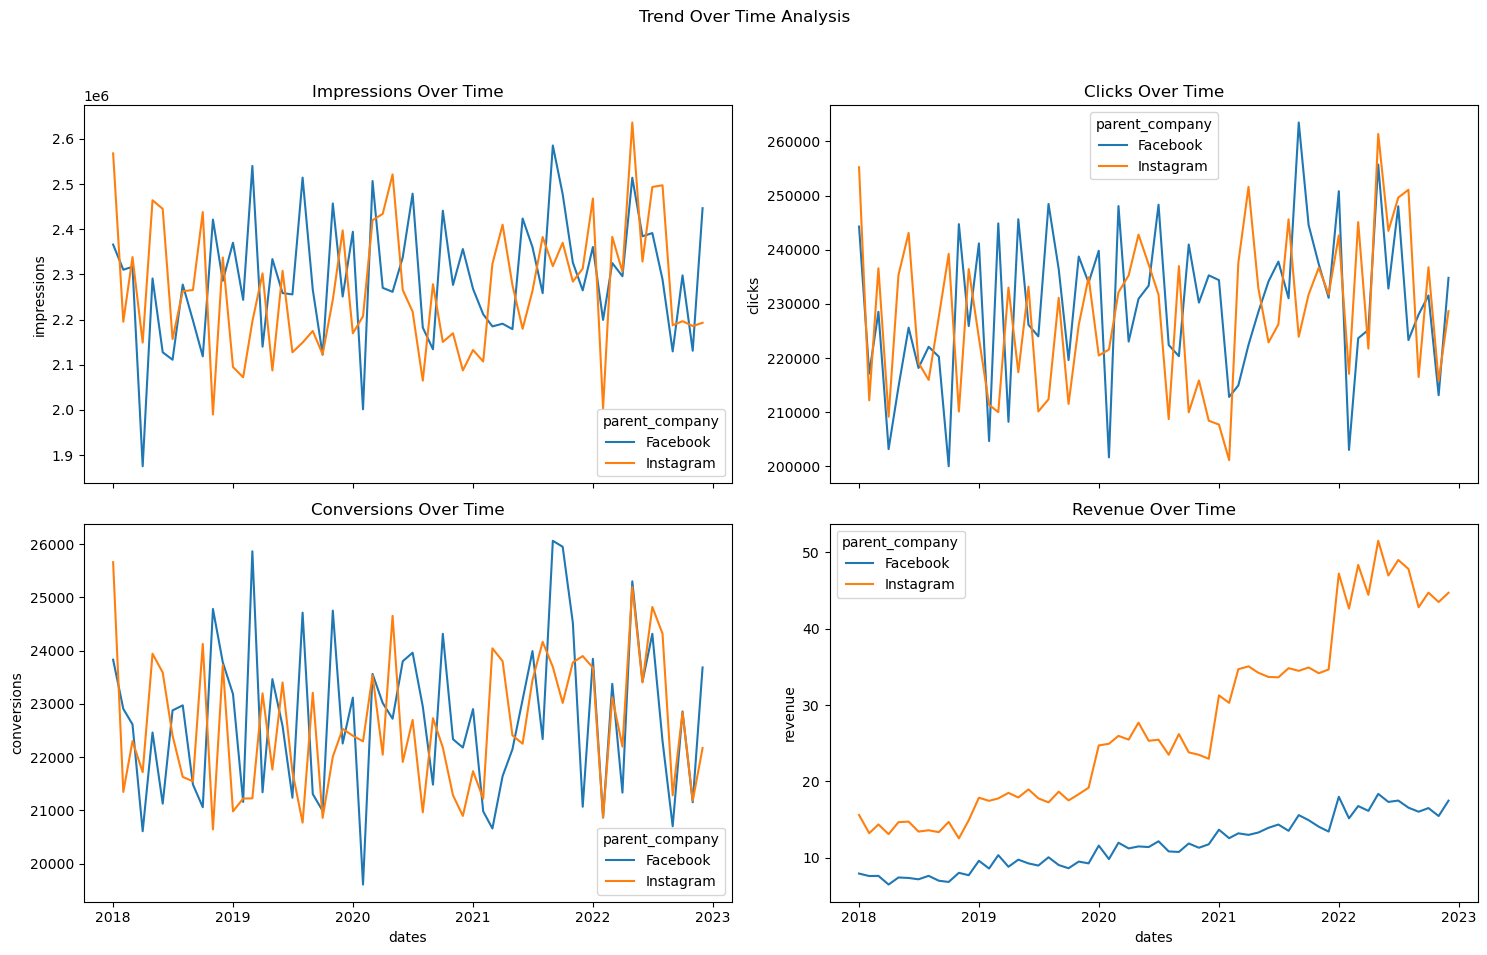 Trend Over Time Analysis
Impressions Over Time
1e6
impressions
2.6
2.5
2.4
2.3
2.2
2.1
2.0
1.9
parent_company
Facebook
Instagram
Clicks Over Time
clicks
260000
250000
240000
230000
220000
210000
200000
parent_company
Facebook
Instagram
Conversions Over Time
conversions
26000
25000
24000
23000
22000
21000
20000
parent_company
Facebook
Instagram
2018 2019 2020 2021 2022 2023
dates
Revenue Over Time
revenue
50
40
30
20
10
parent_company
Facebook
Instagram
2018 2019 2020 2021 2022 2023
dates